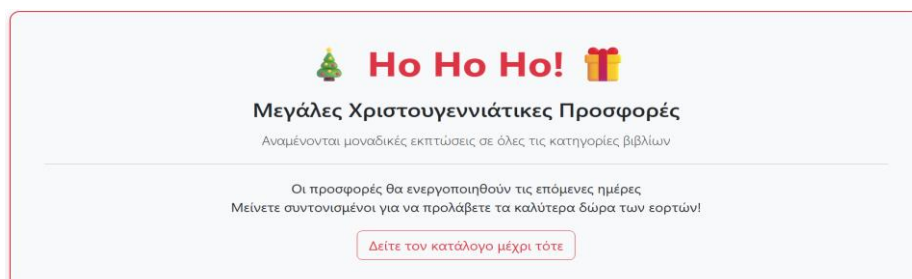 🎄 Ho Ho Ho! 🎁
Μεγάλες Χριστουγεννιάτικες Προσφορές
Αναμένονται μοναδικές εκπτώσεις σε όλες τις κατηγορίες βιβλίων
Οι προσφορές θα ενεργοποιηθούν τις επόμενες ημέρες
Μείνετε συντονισμένοι για να προλάβετε τα καλύτερα δώρα των εορτών!
Δείτε τον κατάλογο μέχρι τότε